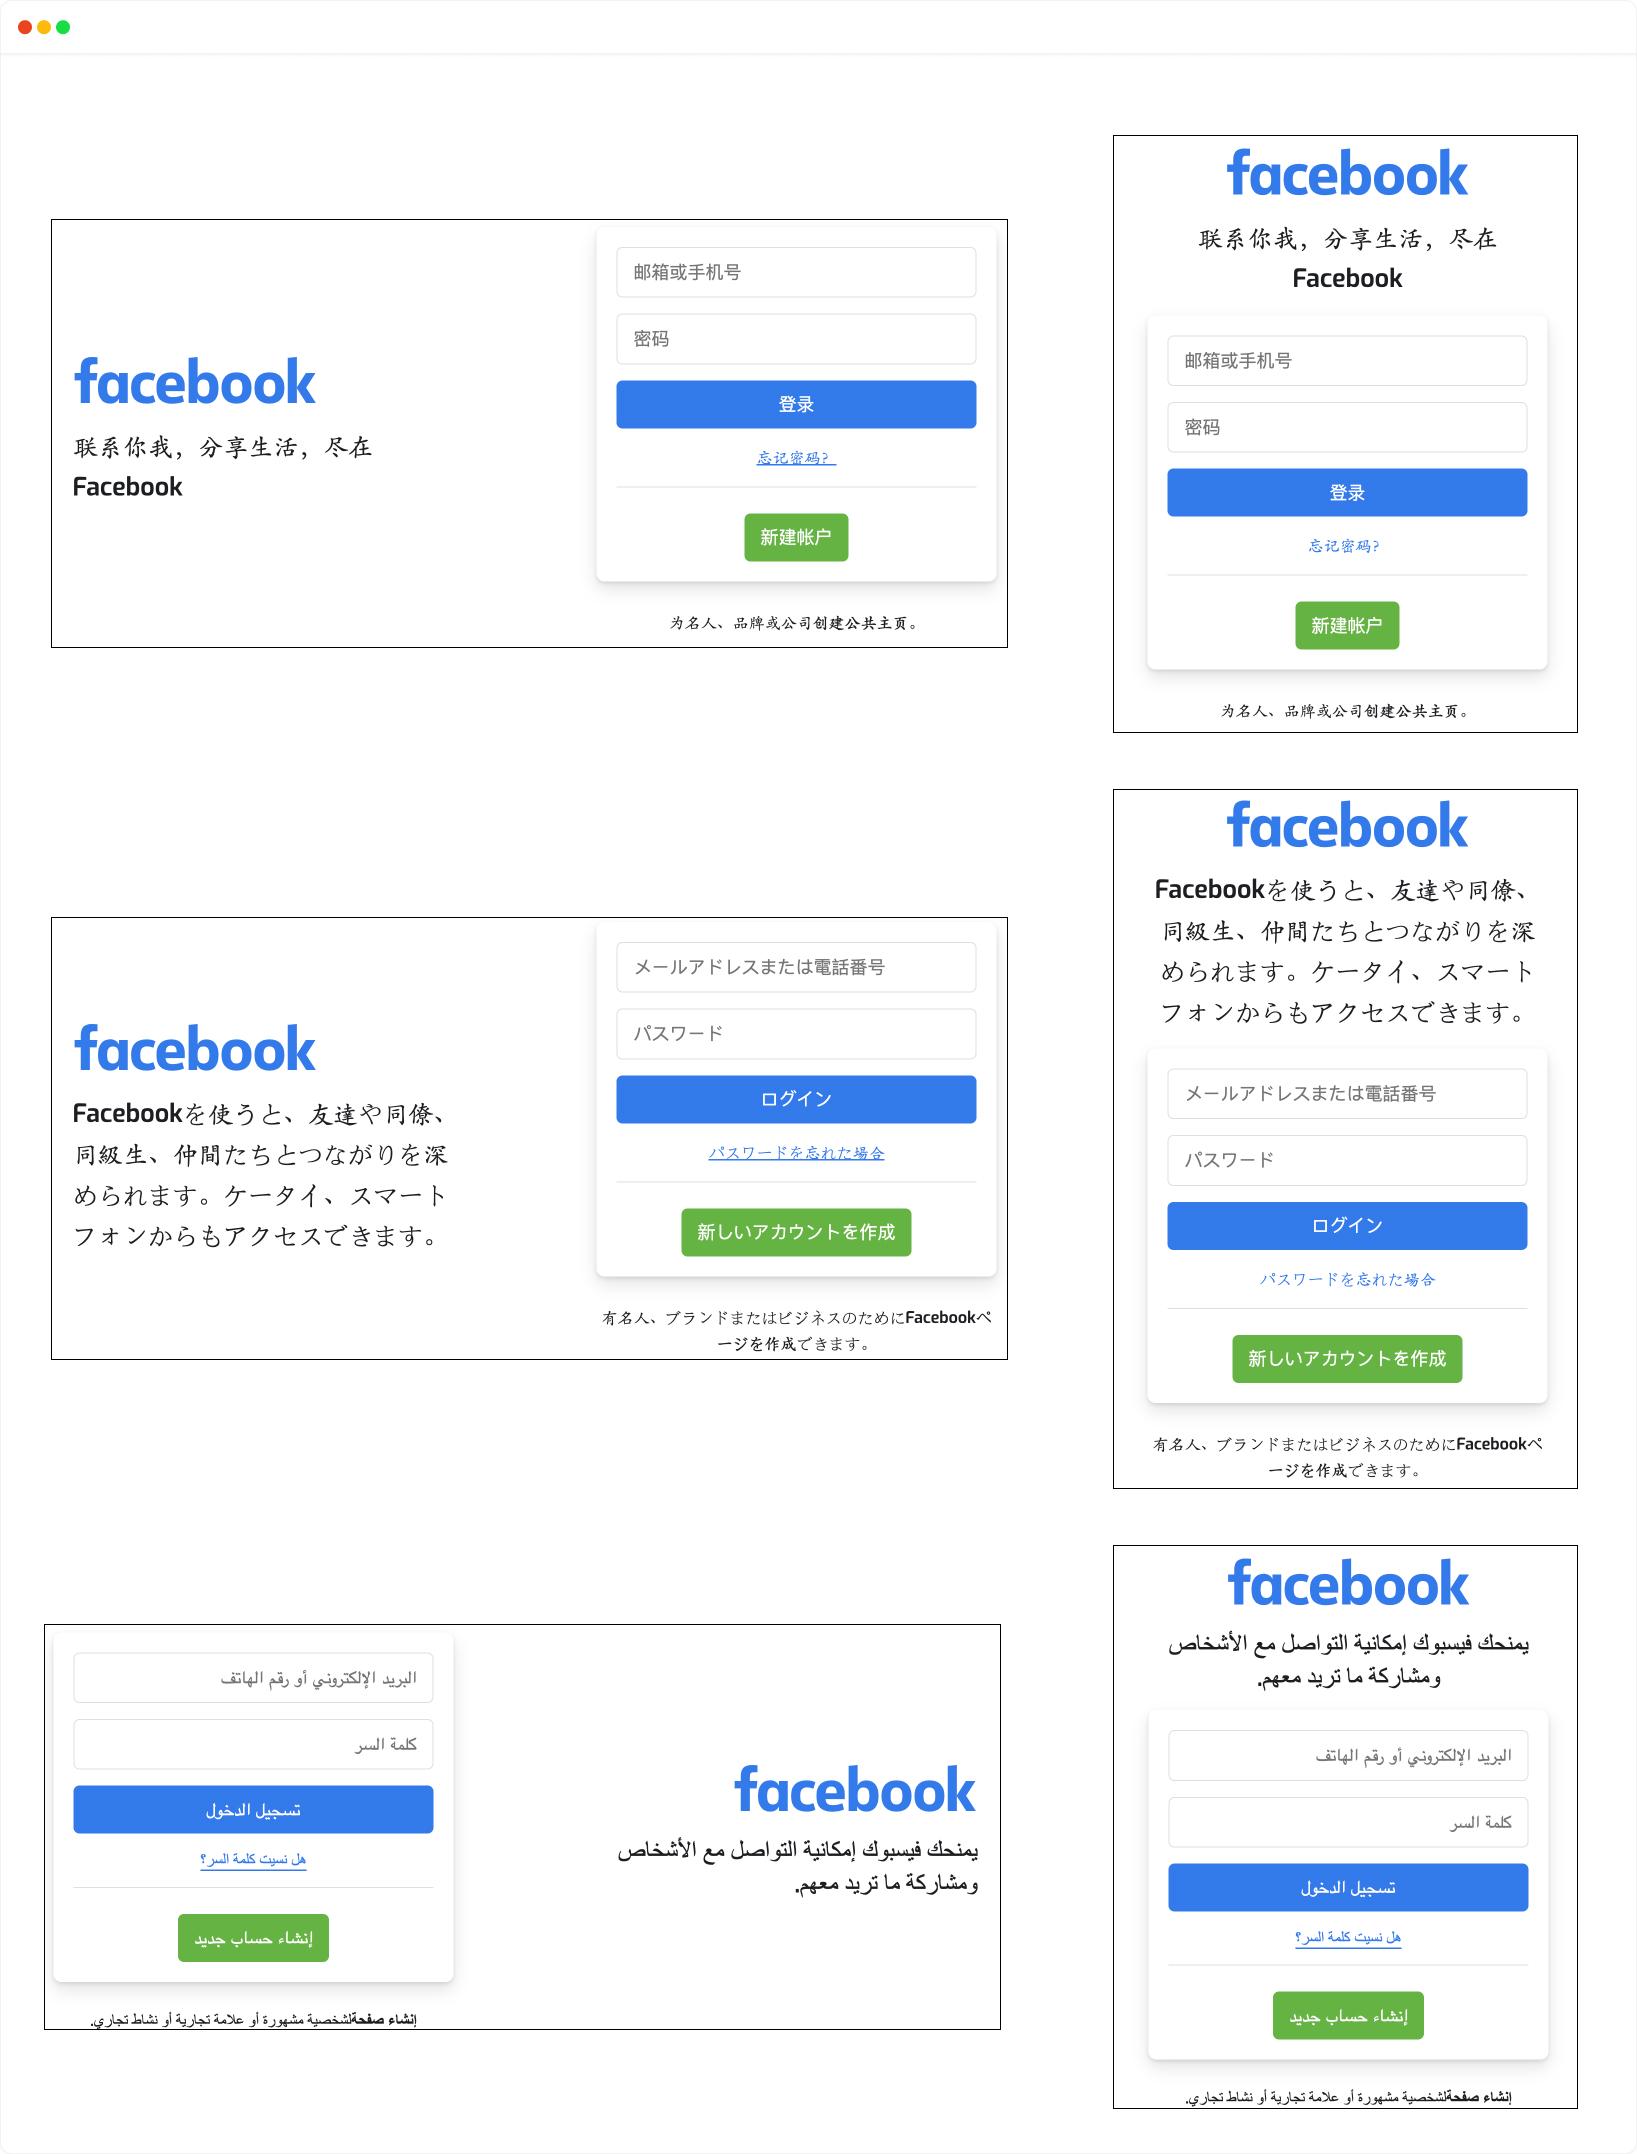 facebook
联系你我，分享生活，尽在
Facebook
邮箱或手机号
密码
登录
忘记密码？
新建帐户
为名人、品牌或公司创建公共主页。
facebook
联系你我，分享生活，尽在
Facebook
邮箱或手机号
密码
登录
忘记密码?
新建帐户
为名人、品牌或公司创建公共主页。
facebook
Facebookを使うと、友達や同僚、
同級生、仲間たちとつながりを深
められます。ケータイ、スマート
フォンからもアクセスできます。
メールアドレスまたは電話番号
パスワード
ログイン
パスワードを忘れた場合
新しいアカウントを作成
有名人、ブランドまたはビジネスのためにFacebookペ
ージを作成できます。
facebook
Facebookを使うと、友達や同僚、
同級生、仲間たちとつながりを深
められます。ケータイ、スマート
フォンからもアクセスできます。
メールアドレスまたは電話番号
パスワード
ログイン
パスワードを忘れた場合
新しいアカウントを作成
有名人、ブランドまたはビジネスのためにFacebookペ
ージを作成できます。
facebook
يمنحك فيسبوك إمكانية التواصل مع الأشخاص
ومشاركة ما تريد معهم.
البريد الإلكتروني أو رقم الهاتف
كلمة السر
تسجيل الدخول
هل نسيت كلمة السر؟
إنشاء حساب جديد
إنشاء صفحةلشخصية مشهورة أو علامة تجارية أو نشاط تجاري.
facebook
يمنحك فيسبوك إمكانية التواصل مع الأشخاص
ومشاركة ما تريد معهم.
البريد الإلكتروني أو رقم الهاتف
كلمة السر
تسجيل الدخول
هل نسيت كلمة السر؟
إنشاء حساب جديد
إنشاء صفحةلشخصية مشهورة أو علامة تجارية أو نشاط تجاري.